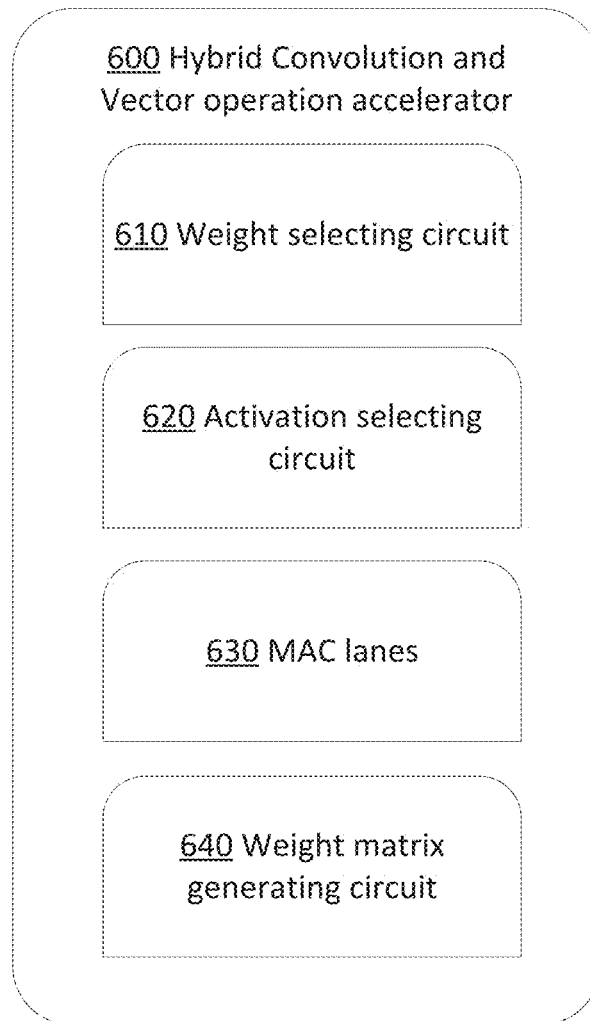 600 Hybrid Convolution and
Vector operation accelerator
610 Weight selecting circuit
620 Activation selecting
circuit
630 MAC lanes
640 Weight matrix
generating circuit